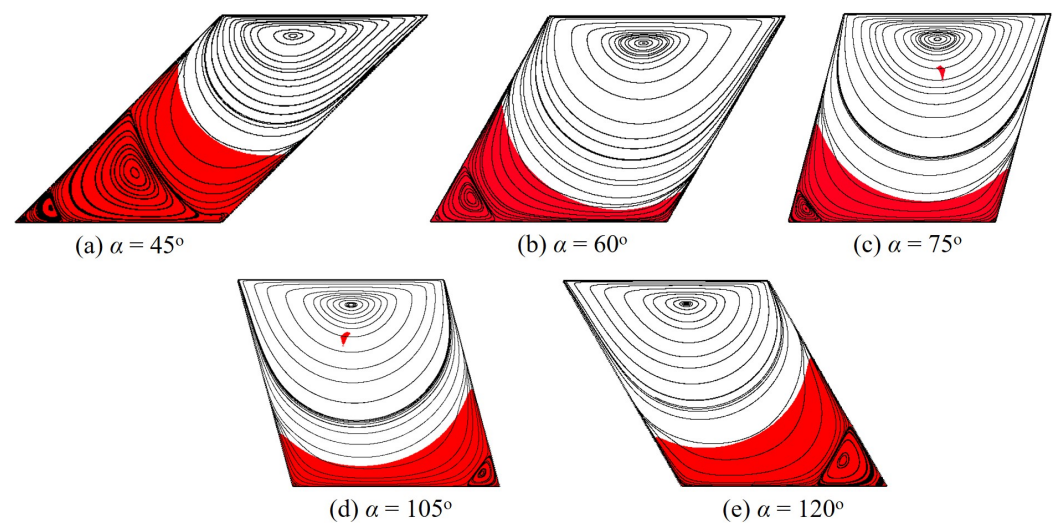 (a) α = 45°
(b) α = 60°
(c) α = 75°
(d) α = 105°
(e) α = 120°